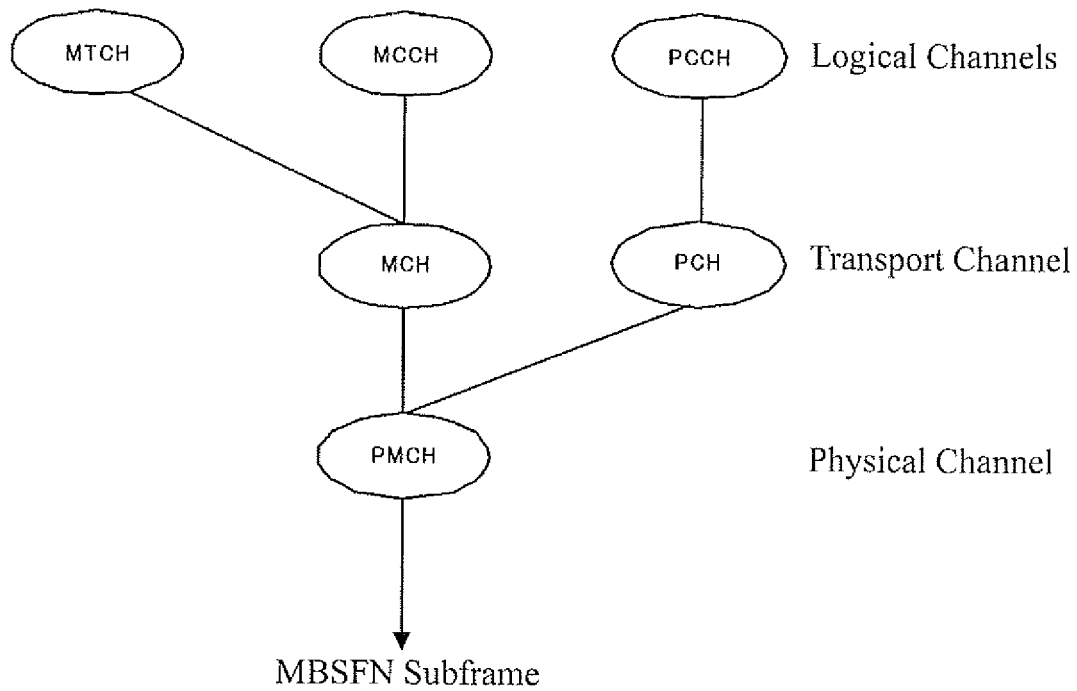 MTCH MCCH PCCH Logical Channels
MCH PCH Transport Channel
PMCH Physical Channel
MBSFN Subframe